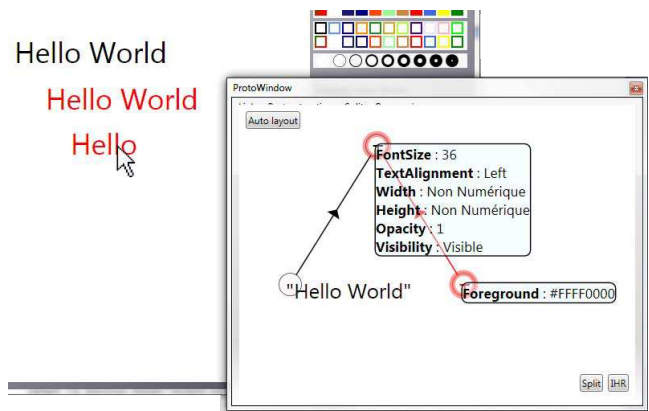 Hello World
Hello World
Hello
ProtoWindow
Auto layout
FontSize : 36
TextAlignment : Left
Width : Non Numérique
Height : Non Numérique
Opacity : 1
Visibility : Visible
"Hello World"
Foreground : #FFFF0000
Split IHR